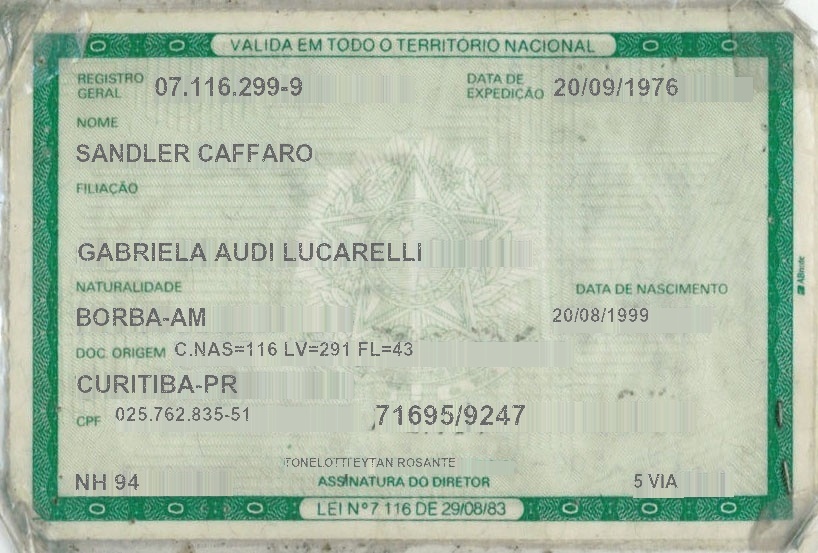 VALIDA EM TODO O TERRITÓRIO NACIONAL
REGISTRO GERAL 07.116.299-9 DATA DE EXPEDIÇÃO 20/09/1976
NOME
SANDLER CAFFARO
FILIAÇÃO
GABRIELA AUDI LUCARELLI
NATURALIDADE DATA DE NASCIMENTO
BORBA-AM 20/08/1999
DOC. ORIGEM C.NAS=116 LV=291 FL=43
CURITIBA-PR
CPF 025.762.835-51 71695/9247
TONELOTTI EYTAN ROSANTE
NH 94 ASSINATURA DO DIRETOR 5 VIA
LEI Nº 7 116 DE 29/08/83